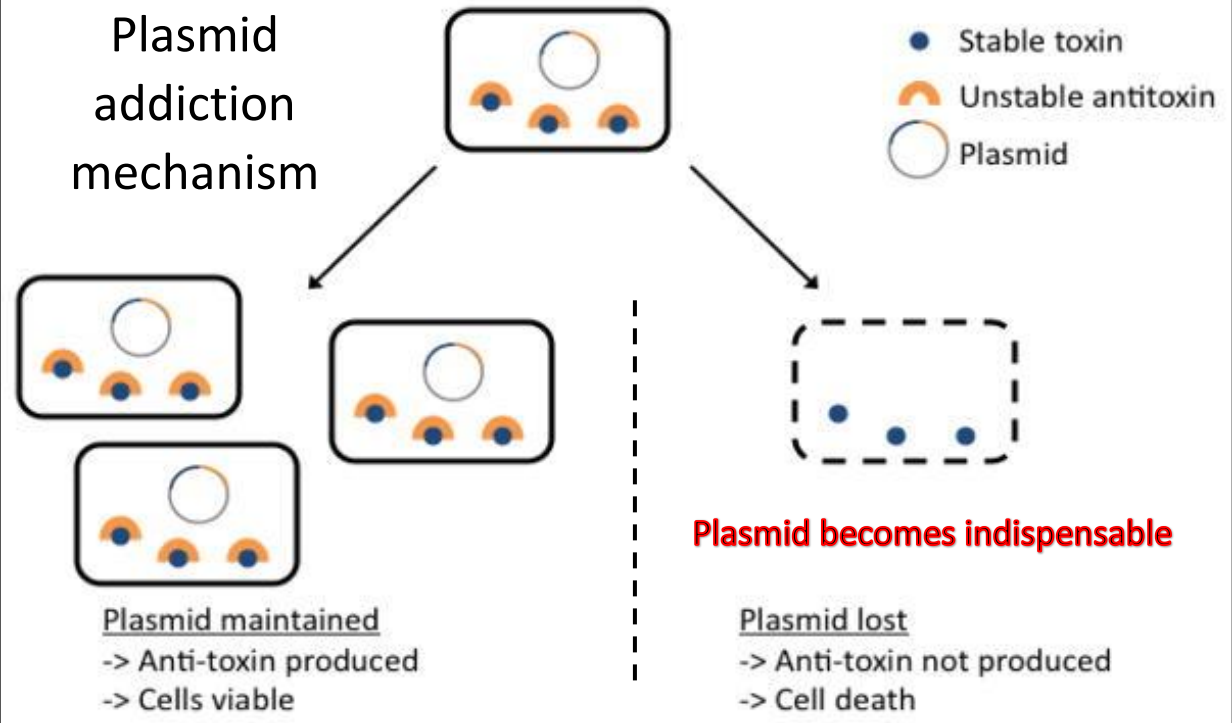 Plasmid
addiction
mechanism
Stable toxin
Unstable antitoxin
Plasmid
Plasmid becomes indispensable
Plasmid maintained
-> Anti-toxin produced
-> Cells viable
Plasmid lost
-> Anti-toxin not produced
-> Cell death